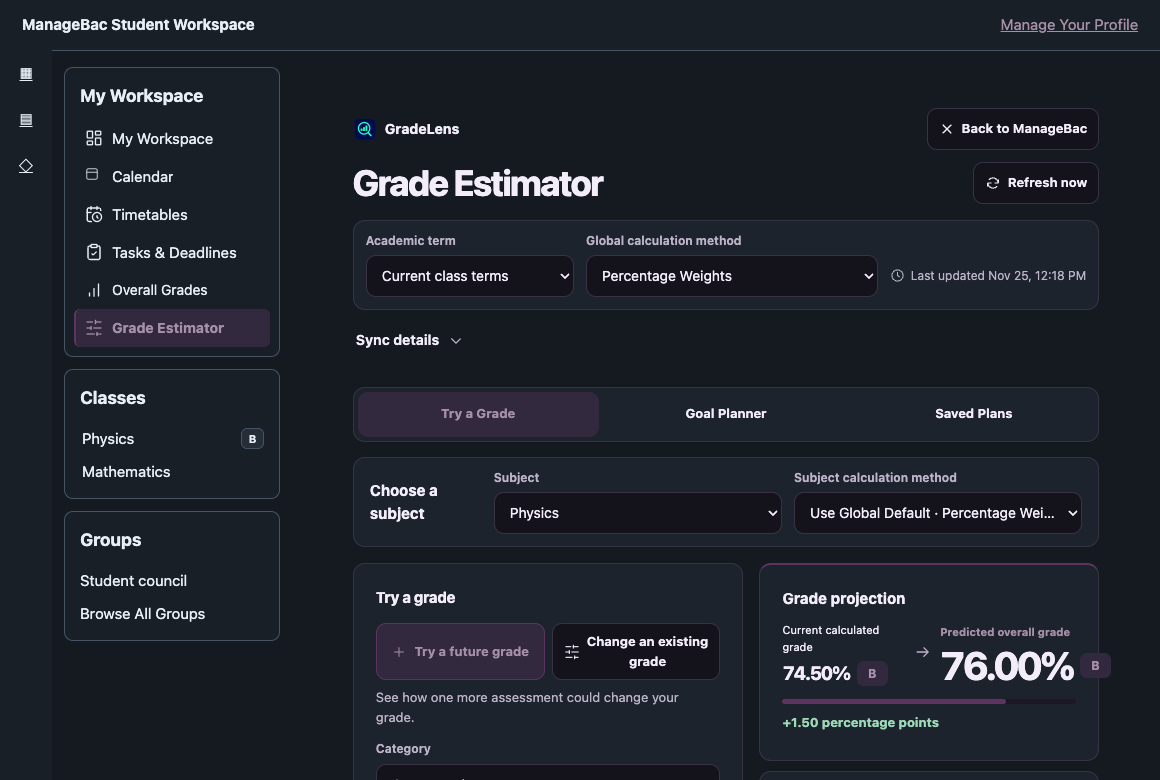 ManageBac Student Workspace
Manage Your Profile
My Workspace
My Workspace
Calendar
Timetables
Tasks & Deadlines
Overall Grades
Grade Estimator
Classes
Physics B
Mathematics
Groups
Student council
Browse All Groups
GradeLens
Back to ManageBac
Grade Estimator
Refresh now
Academic term
Global calculation method
Current class terms
Percentage Weights
Last updated Nov 25, 12:18 PM
Sync details
Try a Grade
Goal Planner
Saved Plans
Choose a
subject
Subject
Subject calculation method
Physics
Use Global Default · Percentage Wei...
Try a grade
Try a future grade
Change an existing
grade
See how one more assessment could change your
grade.
Category
Grade projection
Current calculated
grade
74.50% B
Predicted overall grade
76.00% B
+1.50 percentage points